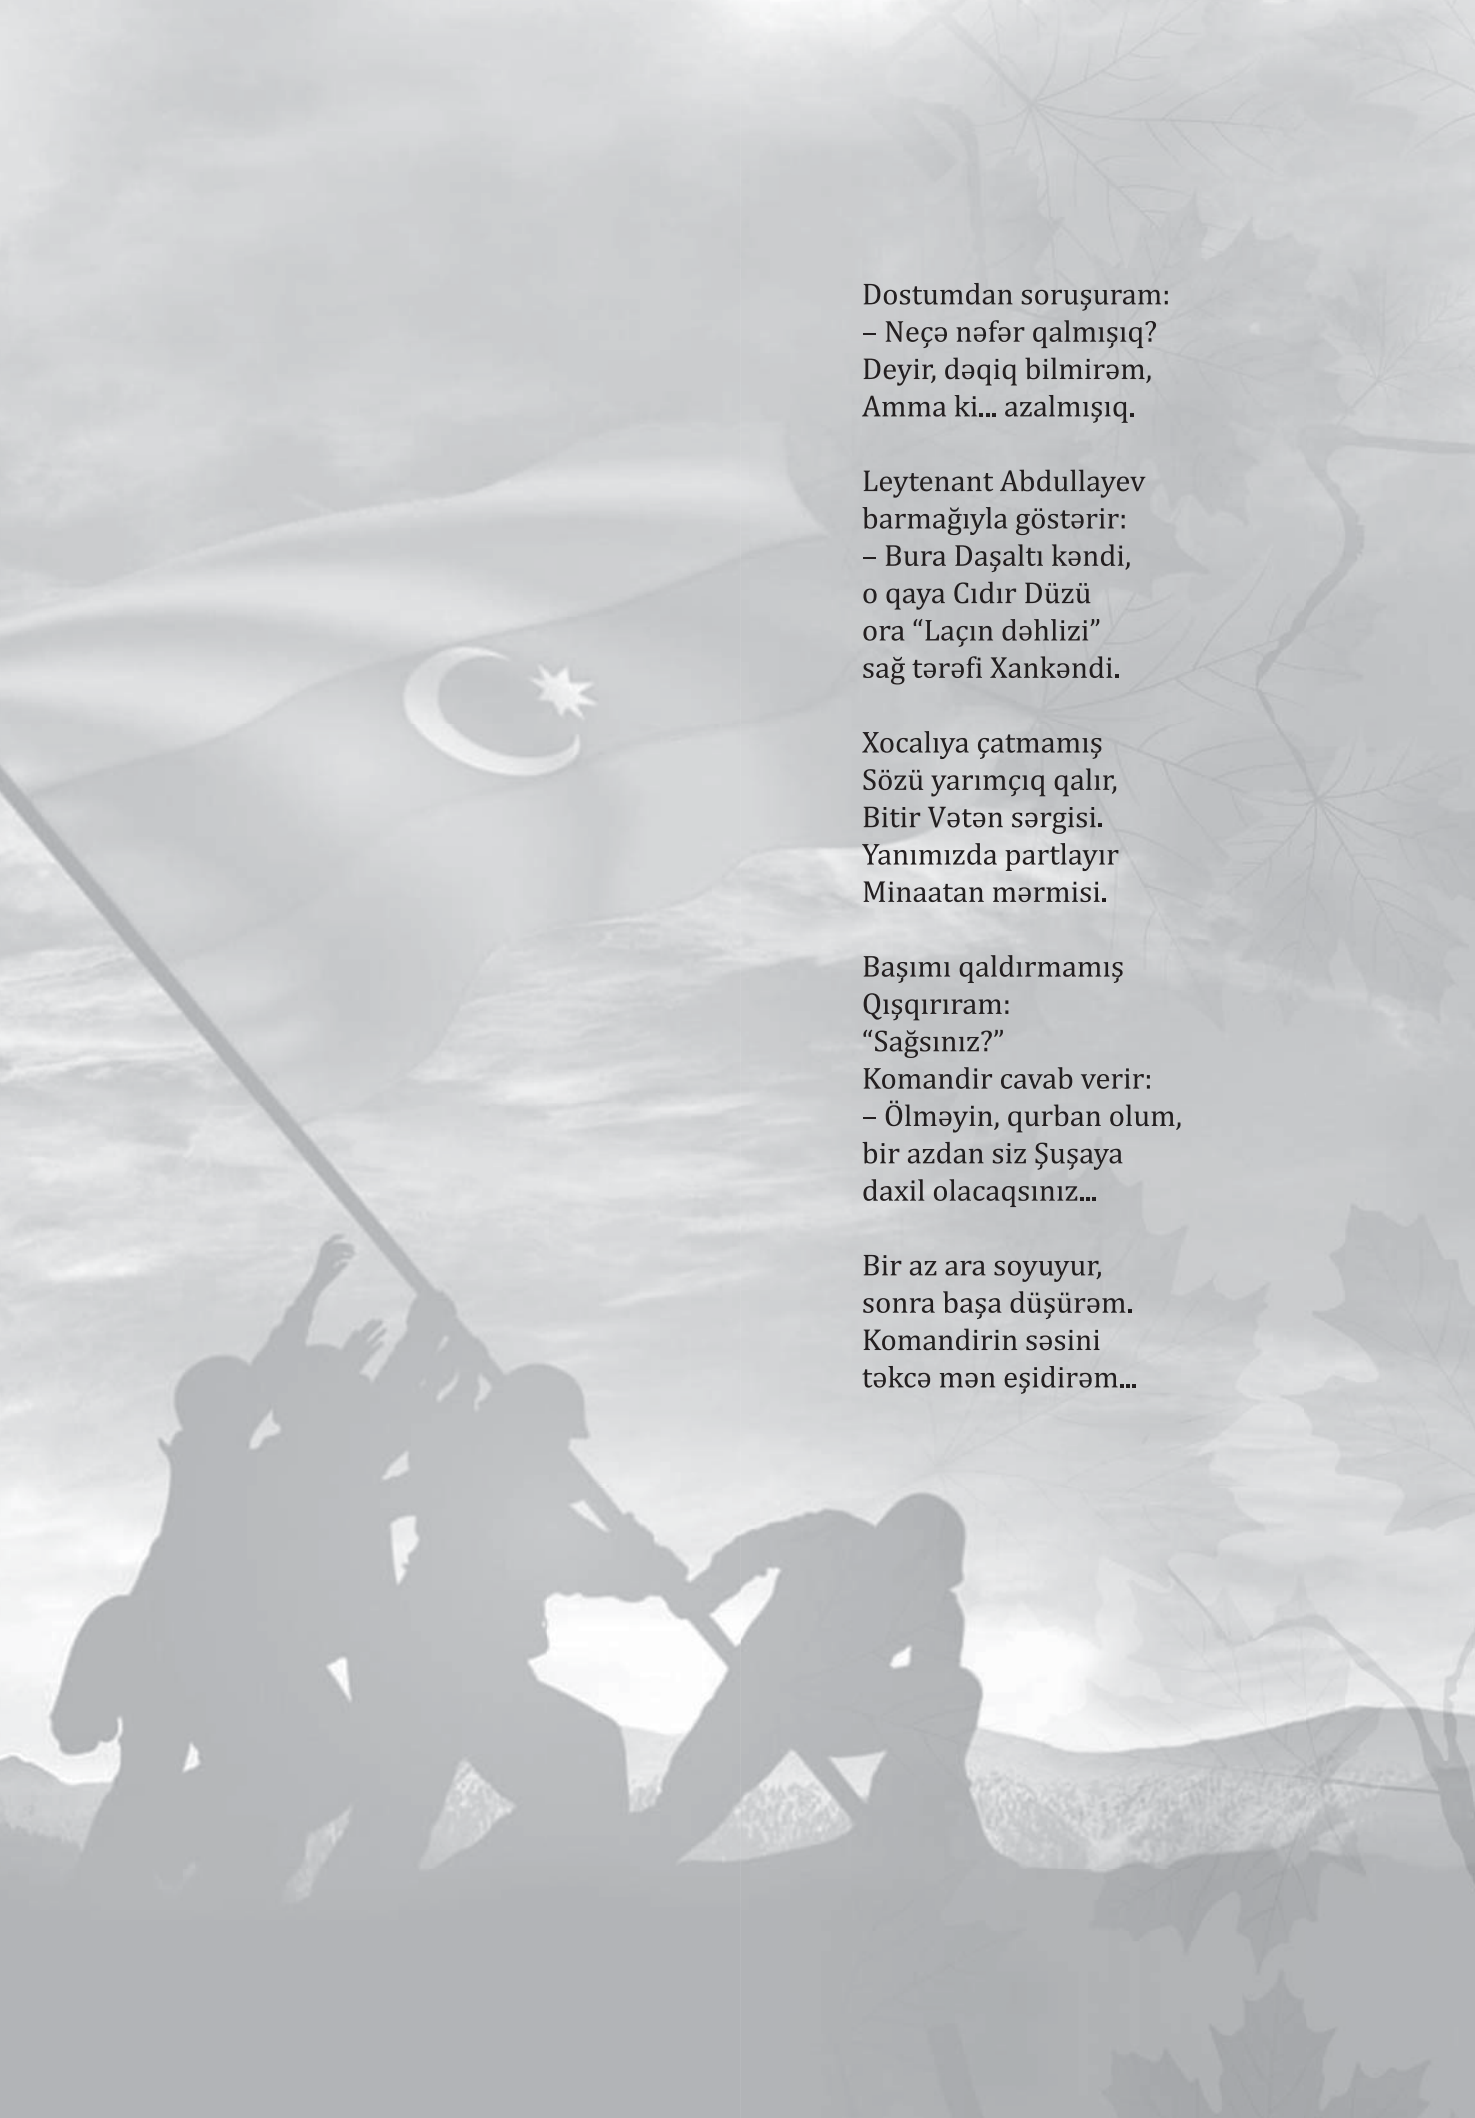 Dostumdan soruşuram:
– Neçə nəfər qalmışıq?
Deyir, dəqiq bilmirəm,
Amma ki... azalmışıq.

Leytenant Abdullayev
barmağıyla göstərir:
– Bura Daşaltı kəndi,
o qaya Cıdır Düzü
ora “Laçın dəhlizi”
sağ tərəfi Xankəndi.

Xocalıya çatmamış
Sözü yarımçıq qalır,
Bitir Vətən sərgisi.
Yanımızda partlayır
Minaatan mərmisi.

Başımı qaldırmamış
Qışqırıram:
“Sağsınız?”
Komandir cavab verir:
– Ölməyin, qurban olum,
bir azdan siz Şuşaya
daxil olacaqsınız...

Bir az ara soyuyur,
sonra başa düşürəm.
Komandirin səsini
təkcə mən eşidirəm...